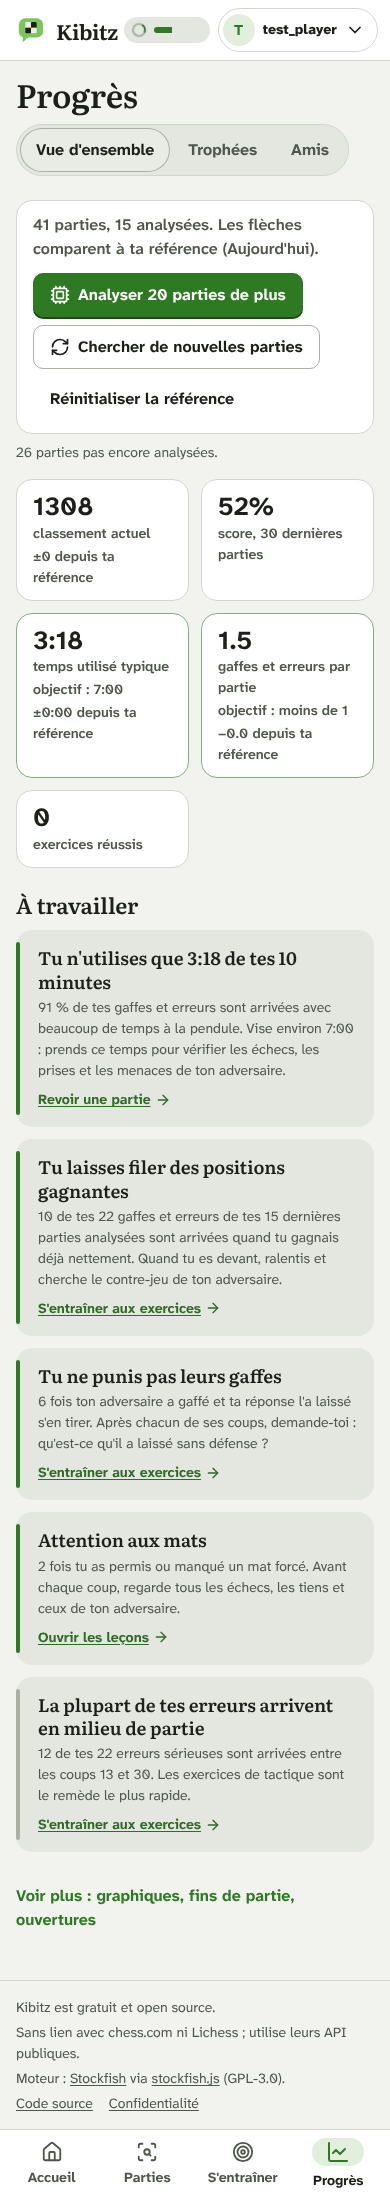 Kibitz
T
test_player
Progrès
Vue d'ensemble
Trophées
Amis
41 parties, 15 analysées. Les flèches
comparent à ta référence (Aujourd'hui).
Analyser 20 parties de plus
Chercher de nouvelles parties
Réinitialiser la référence
26 parties pas encore analysées.
1308
classement actuel
±0 depuis ta
référence
52%
score, 30 dernières
parties
3:18
temps utilisé typique
objectif : 7:00
±0:00 depuis ta
référence
1.5
gaffes et erreurs par
partie
objectif : moins de 1
−0.0 depuis ta
référence
0
exercices réussis
À travailler
Tu n'utilises que 3:18 de tes 10
minutes
91 % de tes gaffes et erreurs sont arrivées avec
beaucoup de temps à la pendule. Vise environ 7:00
: prends ce temps pour vérifier les échecs, les
prises et les menaces de ton adversaire.
Revoir une partie →
Tu laisses filer des positions
gagnantes
10 de tes 22 gaffes et erreurs de tes 15 dernières
parties analysées sont arrivées quand tu gagnais
déjà nettement. Quand tu es devant, ralentis et
cherche le contre-jeu de ton adversaire.
S'entraîner aux exercices →
Tu ne punis pas leurs gaffes
6 fois ton adversaire a gaffé et ta réponse l'a laissé
s'en tirer. Après chacun de ses coups, demande-toi :
qu'est-ce qu'il a laissé sans défense ?
S'entraîner aux exercices →
Attention aux mats
2 fois tu as permis ou manqué un mat forcé. Avant
chaque coup, regarde tous les échecs, les tiens et
ceux de ton adversaire.
Ouvrir les leçons →
La plupart de tes erreurs arrivent
en milieu de partie
12 de tes 22 erreurs sérieuses sont arrivées entre
les coups 13 et 30. Les exercices de tactique sont
le remède le plus rapide.
S'entraîner aux exercices →
Voir plus : graphiques, fins de partie,
ouvertures
Kibitz est gratuit et open source.
Sans lien avec chess.com ni Lichess ; utilise leurs API
publiques.
Moteur : Stockfish via stockfish.js (GPL-3.0).
Code source
Confidentialité
Accueil
Parties
S'entraîner
Progrès